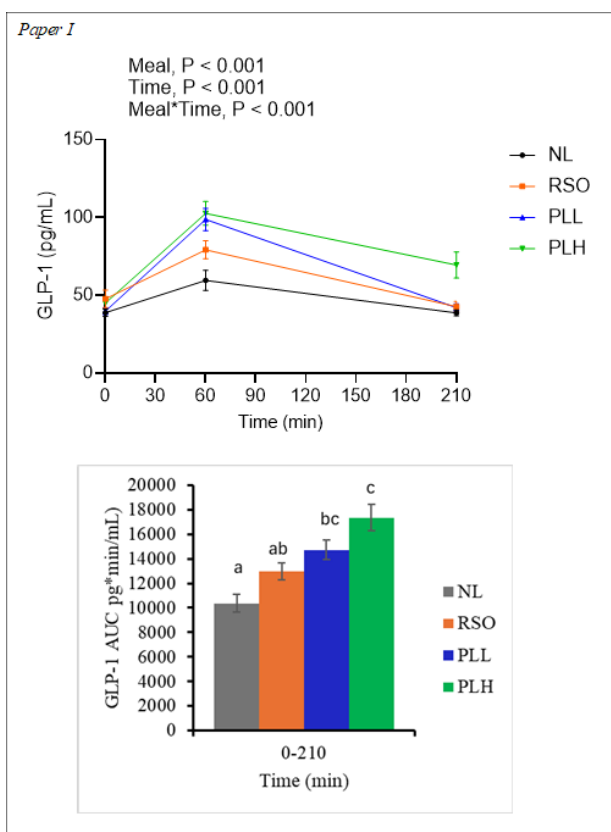 Paper I
Meal, P < 0.001
Time, P < 0.001
Meal*Time, P < 0.001
150
100
50
0
GLP-1 (pg/mL)
0 30 60 90 120 150 180 210
Time (min)
NL
RSO
PLL
PLH
20000
18000
16000
14000
12000
10000
8000
6000
4000
2000
0
GLP-1 AUC pg*min/mL)
a
ab
bc
c
0-210
Time (min)
NL
RSO
PLL
PLH